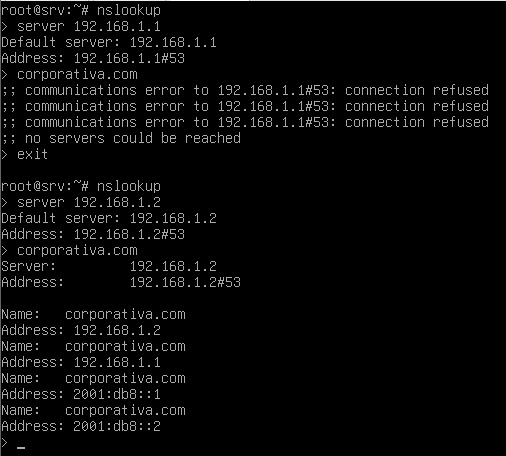 root@srv:~# nslookup
> server 192.168.1.1
Default server: 192.168.1.1
Address: 192.168.1.1#53
> corporativa.com
;; communications error to 192.168.1.1#53: connection refused
;; communications error to 192.168.1.1#53: connection refused
;; communications error to 192.168.1.1#53: connection refused
;; no servers could be reached
> exit

root@srv:~# nslookup
> server 192.168.1.2
Default server: 192.168.1.2
Address: 192.168.1.2#53
> corporativa.com
Server:         192.168.1.2
Address:        192.168.1.2#53

Name:   corporativa.com
Address: 192.168.1.2
Name:   corporativa.com
Address: 192.168.1.1
Name:   corporativa.com
Address: 2001:db8::1
Name:   corporativa.com
Address: 2001:db8::2
> _